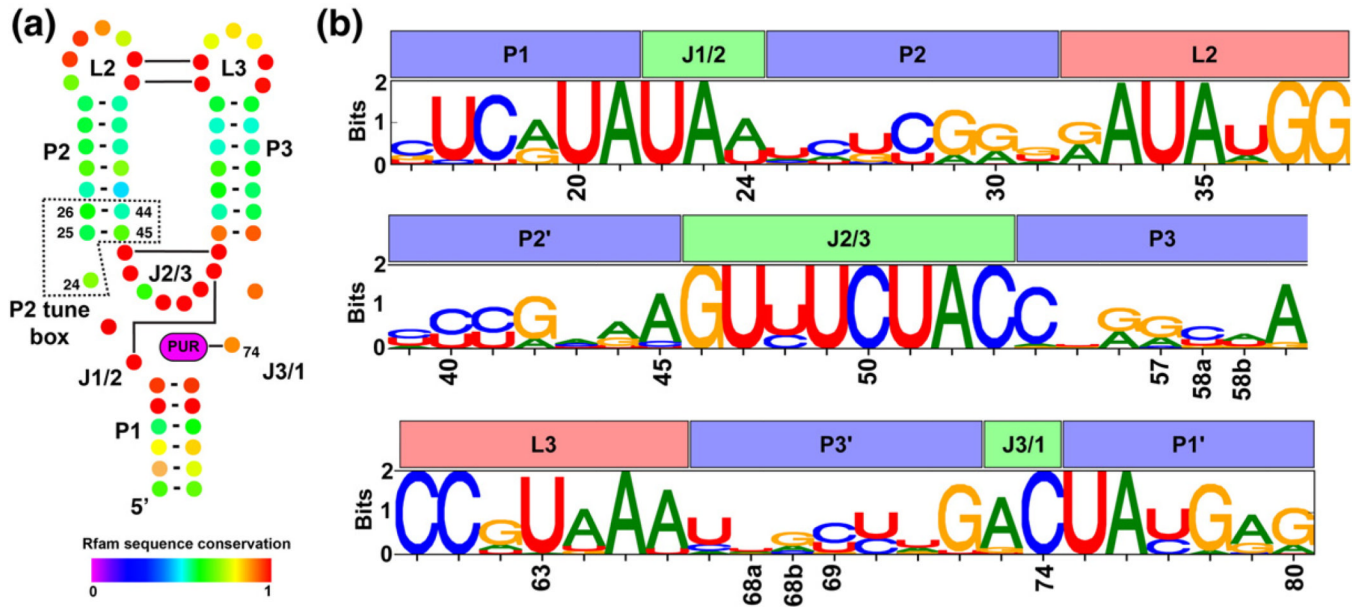 (a)
L2
L3
P2
P3
26
44
25
45
24
J2/3
P2 tune
box
PUR
74
J1/2
J3/1
P1
5'
Rfam sequence conservation
0
1
(b)
P1 J1/2 P2 L2
2
Bits
1
0
C U C A U A U A A U C U C G G G G A U A U G G
20 24 30 35
P2' J2/3 P3
2
Bits
1
0
C C C G A A G U U U C U A C C G G C A A
40 45 50 57 58a 58b
L3 P3' J3/1 P1'
2
Bits
1
0
C C G U A A A U G C U G A C U A U G A G
63 68a 68b 69 74 80